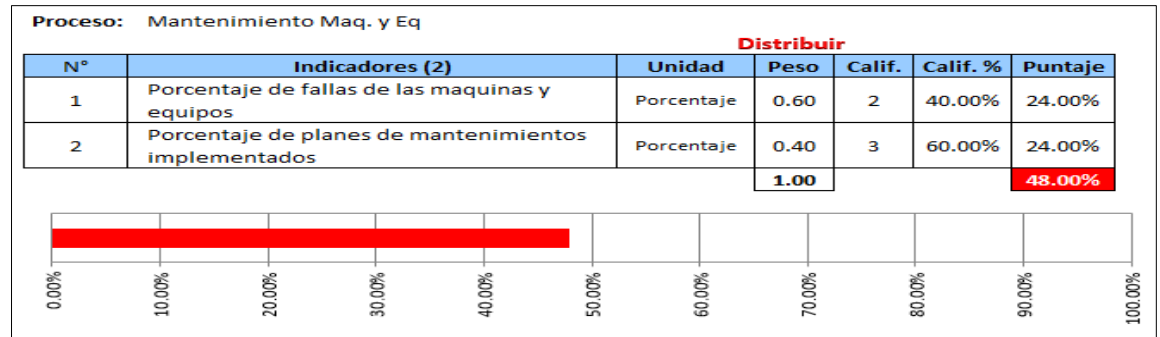 Proceso: Mantenimiento Maq. y Eq
Distribuir
N° Indicadores (2) Unidad Peso Calif. Calif. % Puntaje
1 Porcentaje de fallas de las maquinas y equipos Porcentaje 0.60 2 40.00% 24.00%
2 Porcentaje de planes de mantenimientos implementados Porcentaje 0.40 3 60.00% 24.00%
1.00 48.00%
0.00% 10.00% 20.00% 30.00% 40.00% 50.00% 60.00% 70.00% 80.00% 90.00% 100.00%